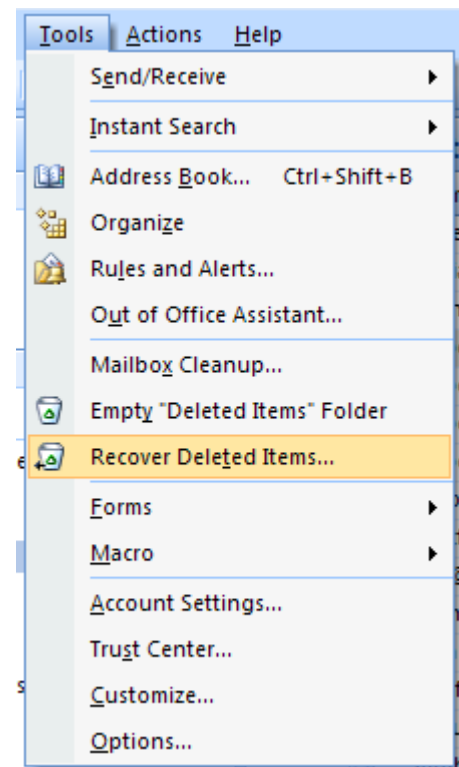 Tools Actions Help
Send/Receive
Instant Search
Address Book... Ctrl+Shift+B
Organize
Rules and Alerts...
Out of Office Assistant...
Mailbox Cleanup...
Empty "Deleted Items" Folder
Recover Deleted Items...
Forms
Macro
Account Settings...
Trust Center...
Customize...
Options...